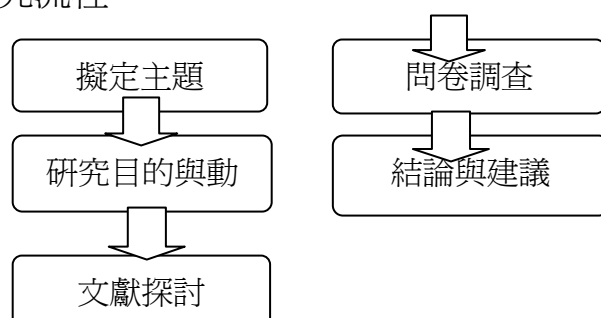 擬定主題
研究目的與動
文獻探討
問卷調查
結論與建議